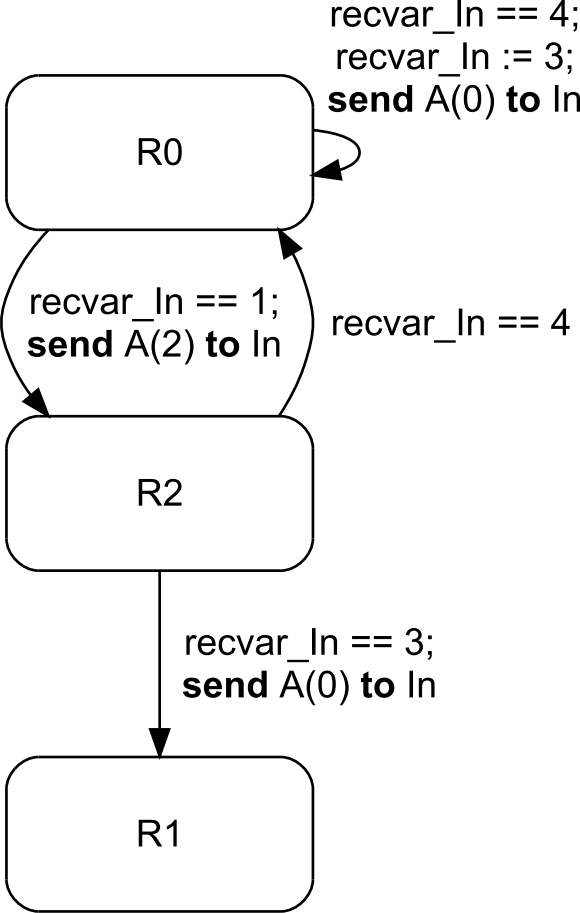 recvar_In == 4;
recvar_In := 3;
send A(0) to In
R0
recvar_In == 1;
send A(2) to In
recvar_In == 4
R2
recvar_In == 3;
send A(0) to In
R1